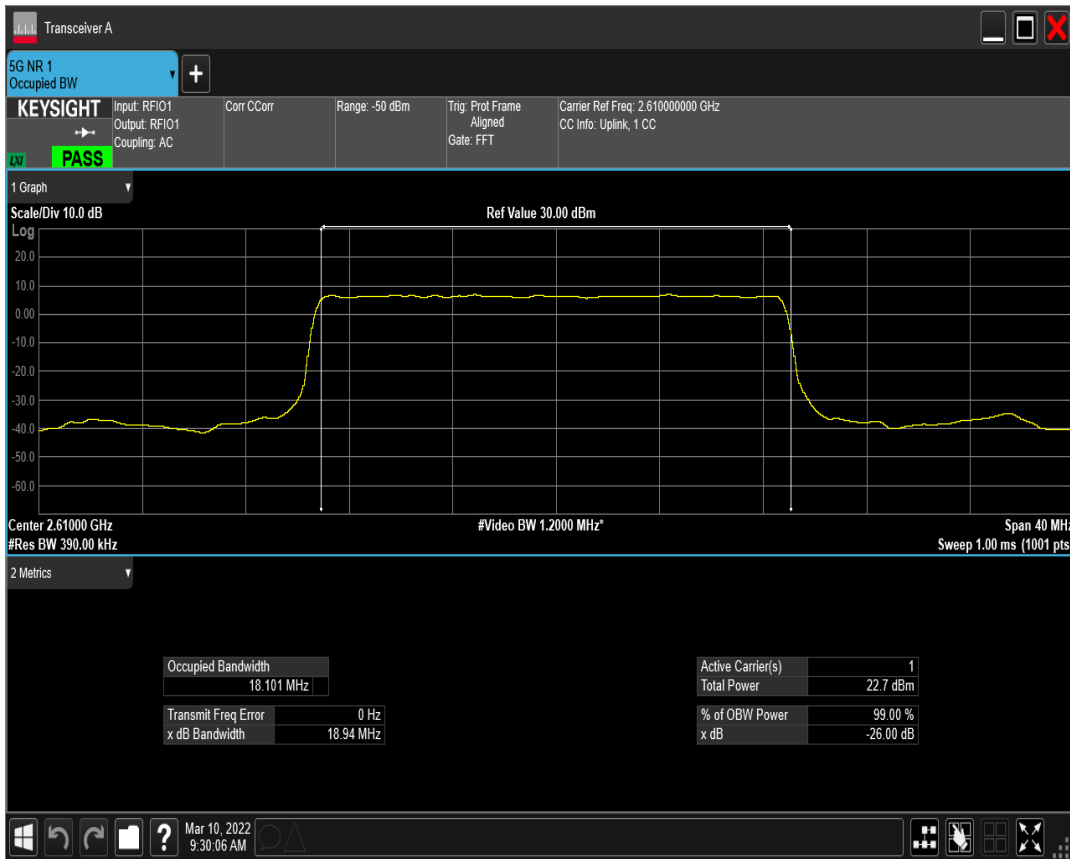 Transceiver A
5G NR 1
Occupied BW
+
KEYSIGHT
LXI
PASS
Input: RFIO1
Output: RFIO1
Coupling: AC
Corr CCorr
Range: -50 dBm
Trig: Prot Frame
Aligned
Gate: FFT
Carrier Ref Freq: 2.610000000 GHz
CC Info: Uplink, 1 CC
1 Graph
Scale/Div 10.0 dB
Ref Value 30.00 dBm
Log
20.0
10.0
0.00
-10.0
-20.0
-30.0
-40.0
-50.0
-60.0
Center 2.61000 GHz
#Video BW 1.2000 MHz*
Span 40 MHz
#Res BW 390.00 kHz
Sweep 1.00 ms (1001 pts
2 Metrics
Occupied Bandwidth
18.101 MHz
Transmit Freq Error 0 Hz
x dB Bandwidth 18.94 MHz
Active Carrier(s) 1
Total Power 22.7 dBm
% of OBW Power 99.00 %
x dB -26.00 dB
?
Mar 10, 2022
9:30:06 AM